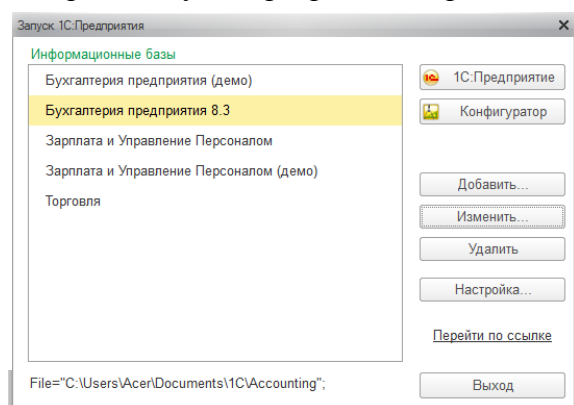 Запуск 1С:Предприятия
Информационные базы
Бухгалтерия предприятия (демо)
Бухгалтерия предприятия 8.3
Зарплата и Управление Персоналом
Зарплата и Управление Персоналом (демо)
Торговля
1С:Предприятие
Конфигуратор
Добавить...
Изменить...
Удалить
Настройка...
Перейти по ссылке
File="C:\Users\Acer\Documents\1C\Accounting";
Выход